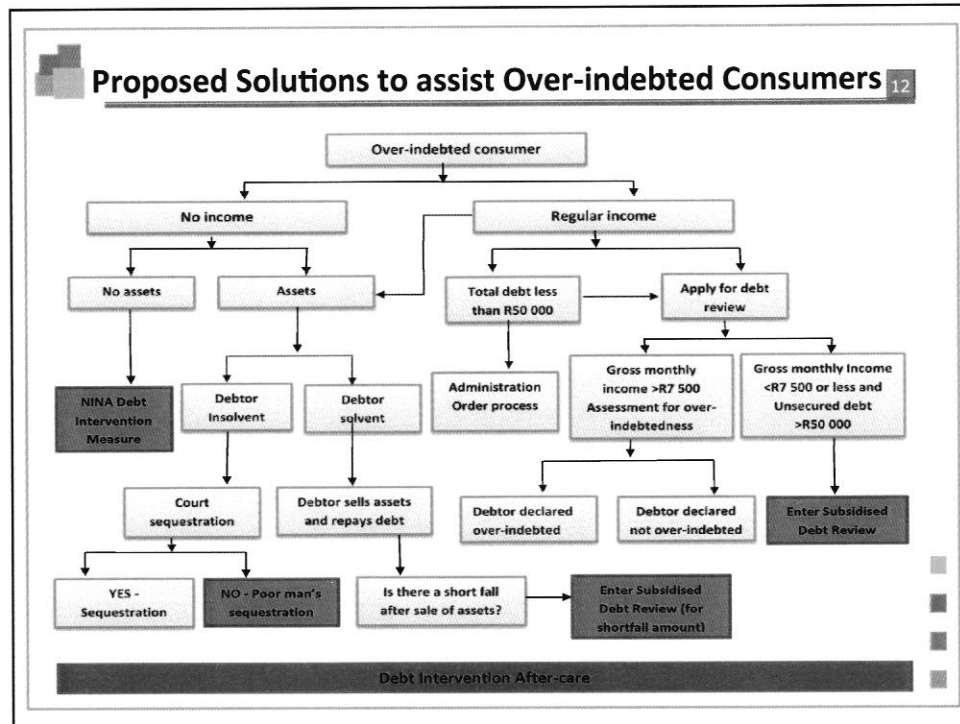 Proposed Solutions to assist Over-indebted Consumers
12
Over-indebted consumer
No income
Regular income
No assets
Assets
Total debt less
than R50 000
Apply for debt
review
NINA Debt
Intervention
Measure
Debtor
Insolvent
Debtor
solvent
Administration
Order process
Gross monthly
income >R7 500
Assessment for over-
indebtedness
Gross monthly Income
<R7 500 or less and
Unsecured debt
>R50 000
Court
sequestration
Debtor sells assets
and repays debt
Debtor declared
over-indebted
Debtor declared
not over-indebted
Enter Subsidised
Debt Review
YES -
Sequestration
NO - Poor man's
sequestration
Is there a short fall
after sale of assets?
Enter Subsidised
Debt Review (for
shortfall amount)
Debt Intervention After-care